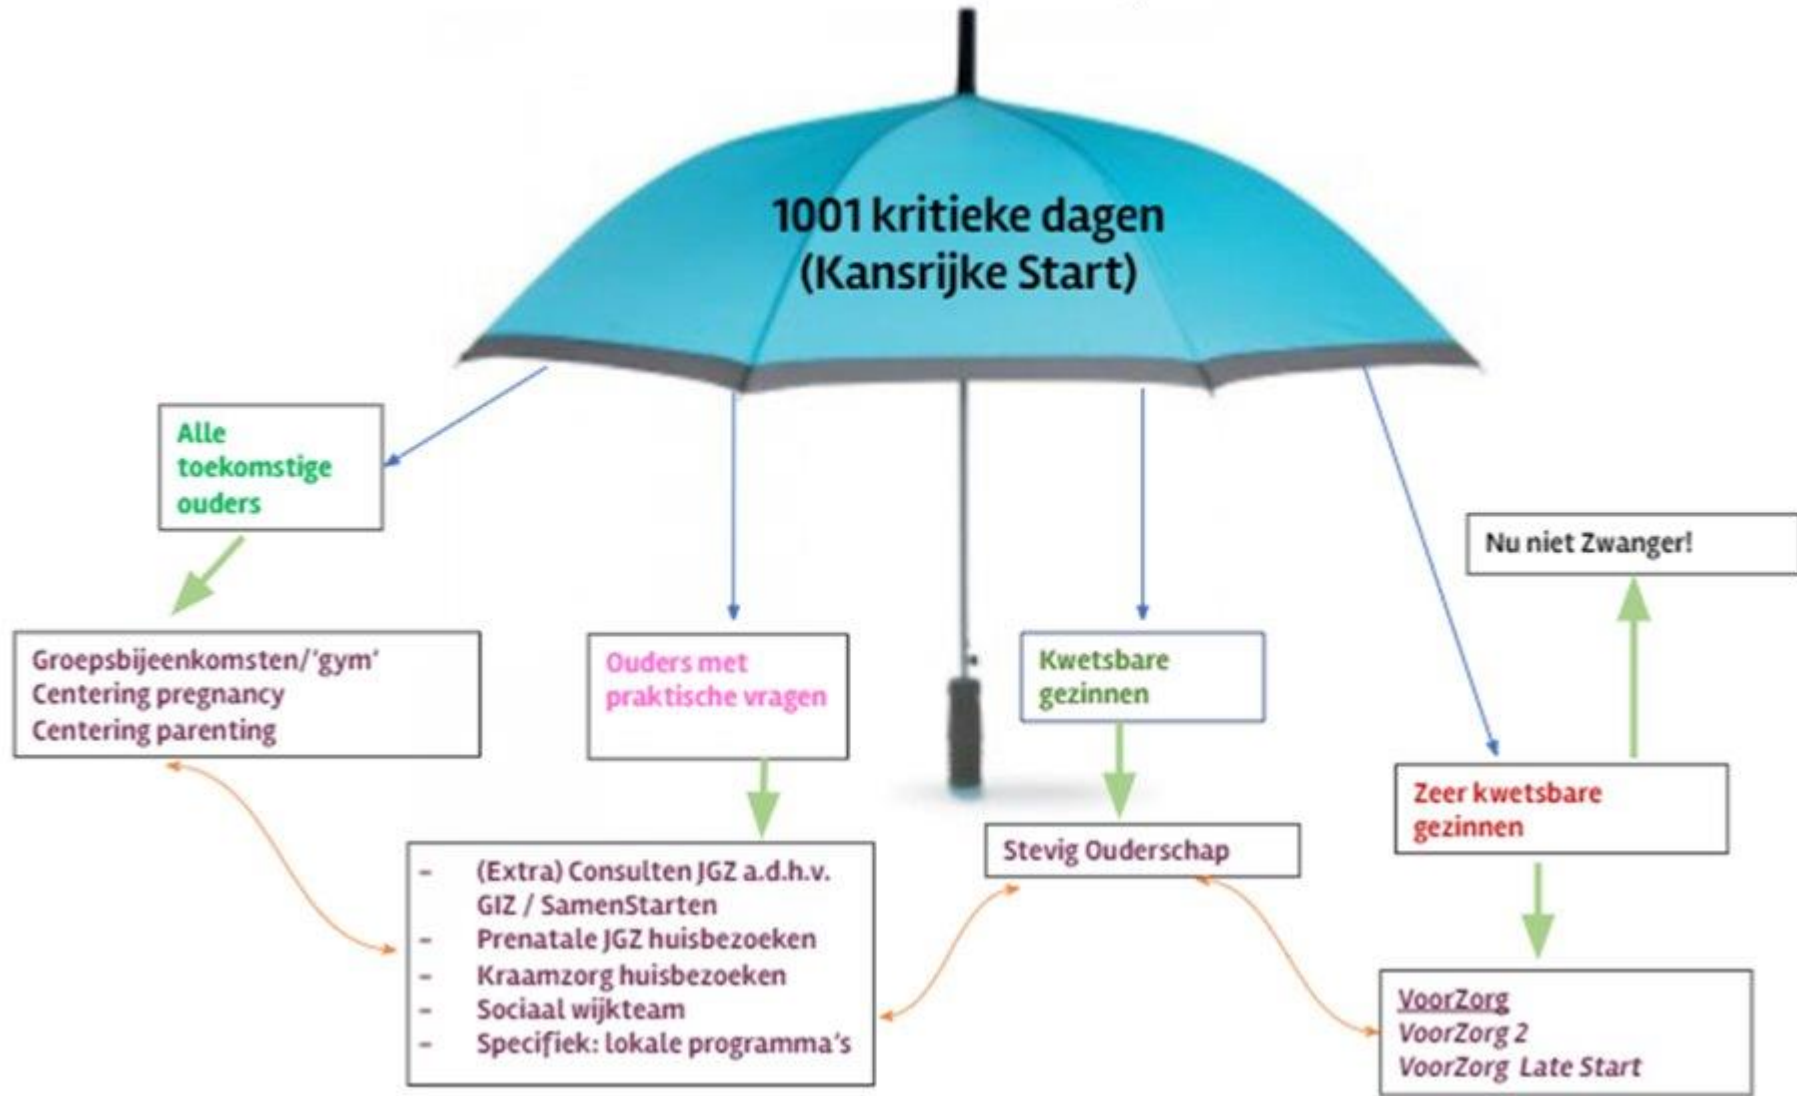 1001 kritieke dagen
(Kansrijke Start)
Alle
toekomstige
ouders
Nu niet Zwanger!
Groepsbijeenkomsten/'gym'
Centering pregnancy
Centering parenting
Ouders met
praktische vragen
Kwetsbare
gezinnen
Zeer kwetsbare
gezinnen
Stevig Ouderschap
- (Extra) Consulten JGZ a.d.h.v.
GIZ / SamenStarten
- Prenatale JGZ huisbezoeken
- Kraamzorg huisbezoeken
- Sociaal wijkteam
- Specifiek: lokale programma's
VoorZorg
VoorZorg 2
VoorZorg Late Start